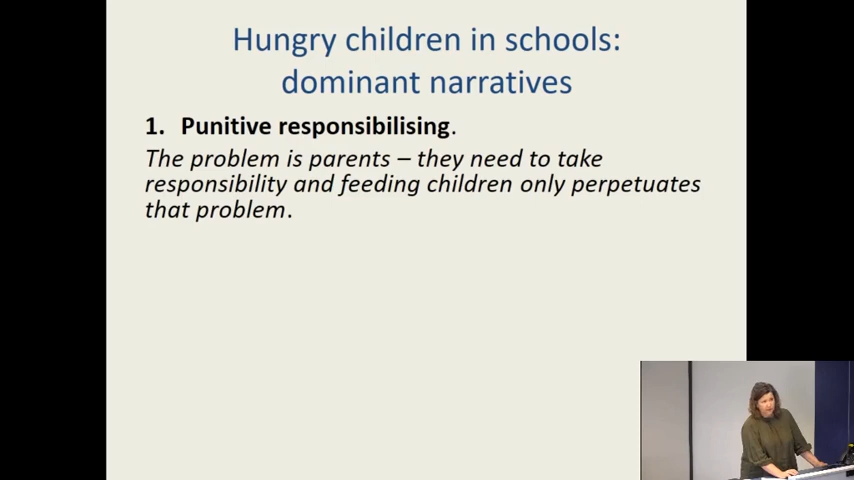 Hungry children in schools:
dominant narratives
1. Punitive responsibilising.
The problem is parents – they need to take
responsibility and feeding children only perpetuates
that problem.